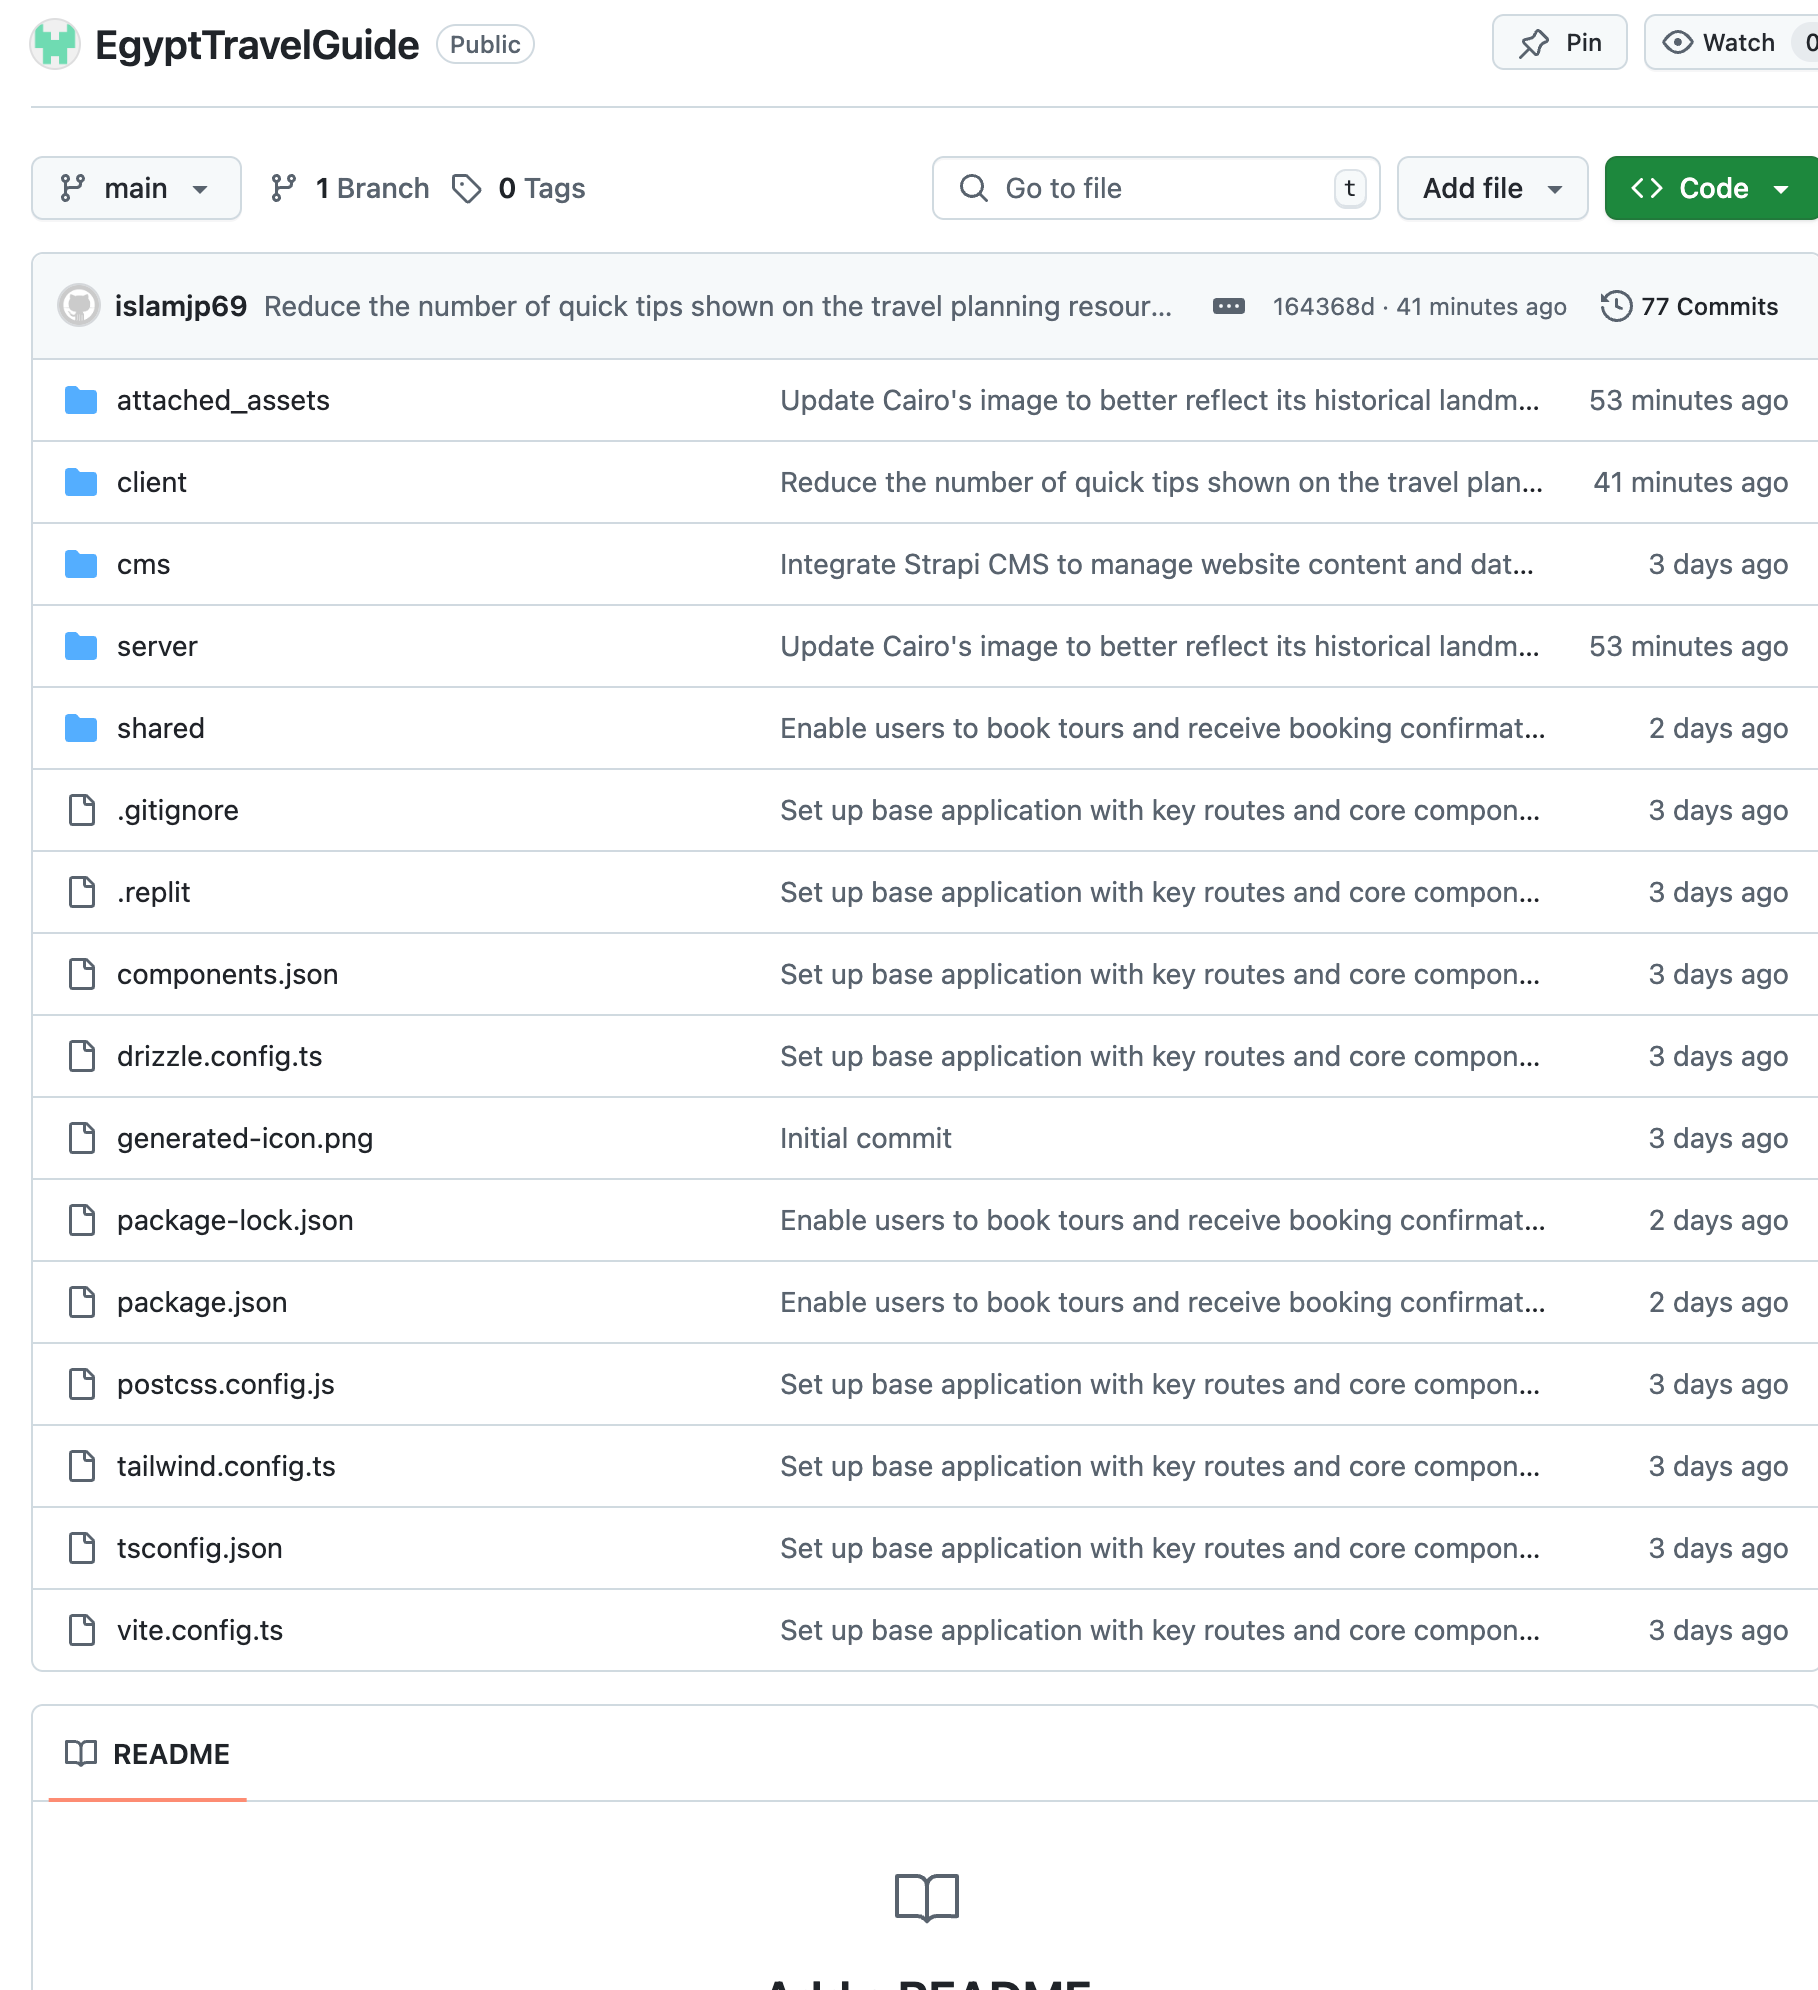 EgyptTravelGuide Public Pin Watch 0
main 1 Branch 0 Tags Go to file t Add file Code
islamjp69 Reduce the number of quick tips shown on the travel planning resour... 164368d · 41 minutes ago 77 Commits
attached_assets Update Cairo's image to better reflect its historical landm... 53 minutes ago
client Reduce the number of quick tips shown on the travel plan... 41 minutes ago
cms Integrate Strapi CMS to manage website content and dat... 3 days ago
server Update Cairo's image to better reflect its historical landm... 53 minutes ago
shared Enable users to book tours and receive booking confirmat... 2 days ago
.gitignore Set up base application with key routes and core compon... 3 days ago
.replit Set up base application with key routes and core compon... 3 days ago
components.json Set up base application with key routes and core compon... 3 days ago
drizzle.config.ts Set up base application with key routes and core compon... 3 days ago
generated-icon.png Initial commit 3 days ago
package-lock.json Enable users to book tours and receive booking confirmat... 2 days ago
package.json Enable users to book tours and receive booking confirmat... 2 days ago
postcss.config.js Set up base application with key routes and core compon... 3 days ago
tailwind.config.ts Set up base application with key routes and core compon... 3 days ago
tsconfig.json Set up base application with key routes and core compon... 3 days ago
vite.config.ts Set up base application with key routes and core compon... 3 days ago
README
Add a README